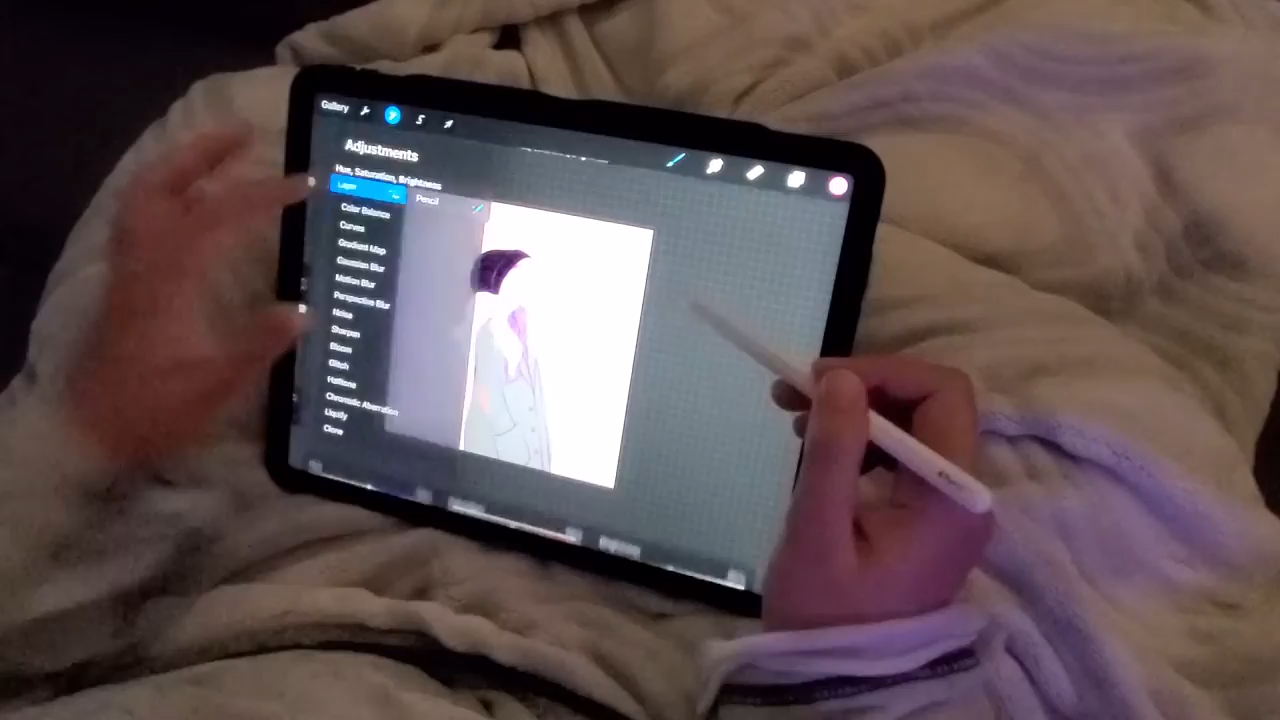 Gallery
Adjustments
Hue, Saturation, Brightness
Layer
Pencil
Color Balance
Curves
Gradient Map
Gaussian Blur
Motion Blur
Perspective Blur
Noise
Sharpen
Bloom
Glitch
Halftone
Chromatic Aberration
Liquify
Clone